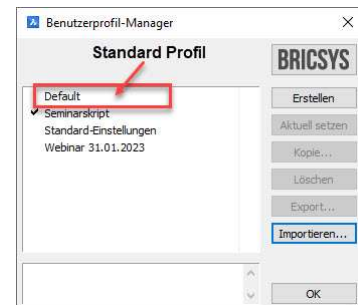 Benutzerprofil-Manager
Standard Profil
BRICSYS
Default
Seminarskript
Standard-Einstellungen
Webinar 31.01.2023
Erstellen
Aktuell setzen
Kopie...
Löschen
Export...
Importieren...
OK